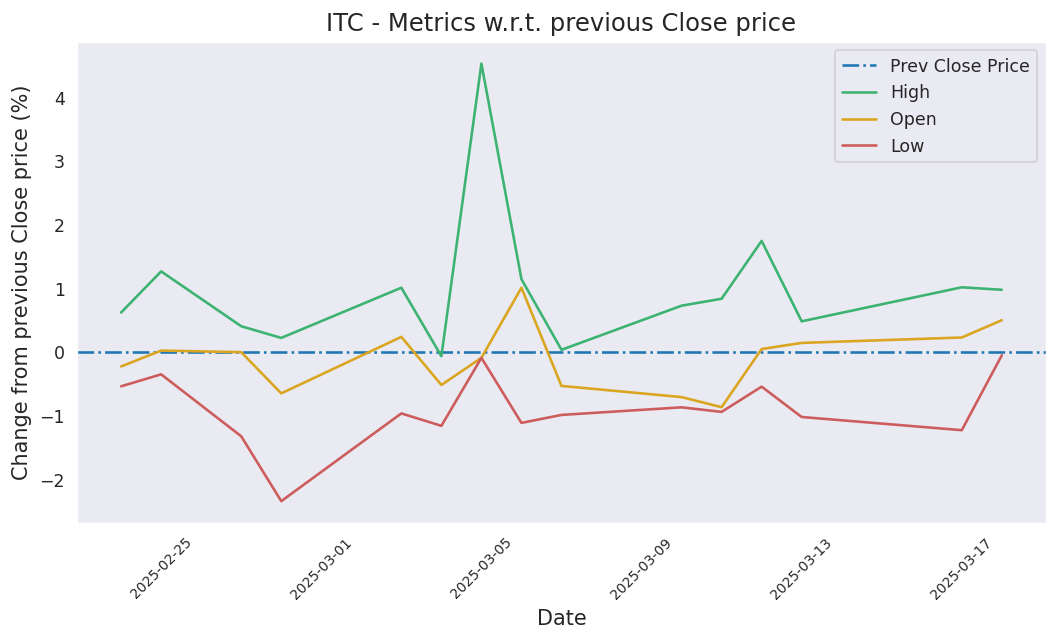 ITC - Metrics w.r.t. previous Close price
Prev Close Price
High
Open
Low
Change from previous Close price (%)
4
3
2
1
0
−1
−2
2025-02-25
2025-03-01
2025-03-05
2025-03-09
2025-03-13
2025-03-17
Date